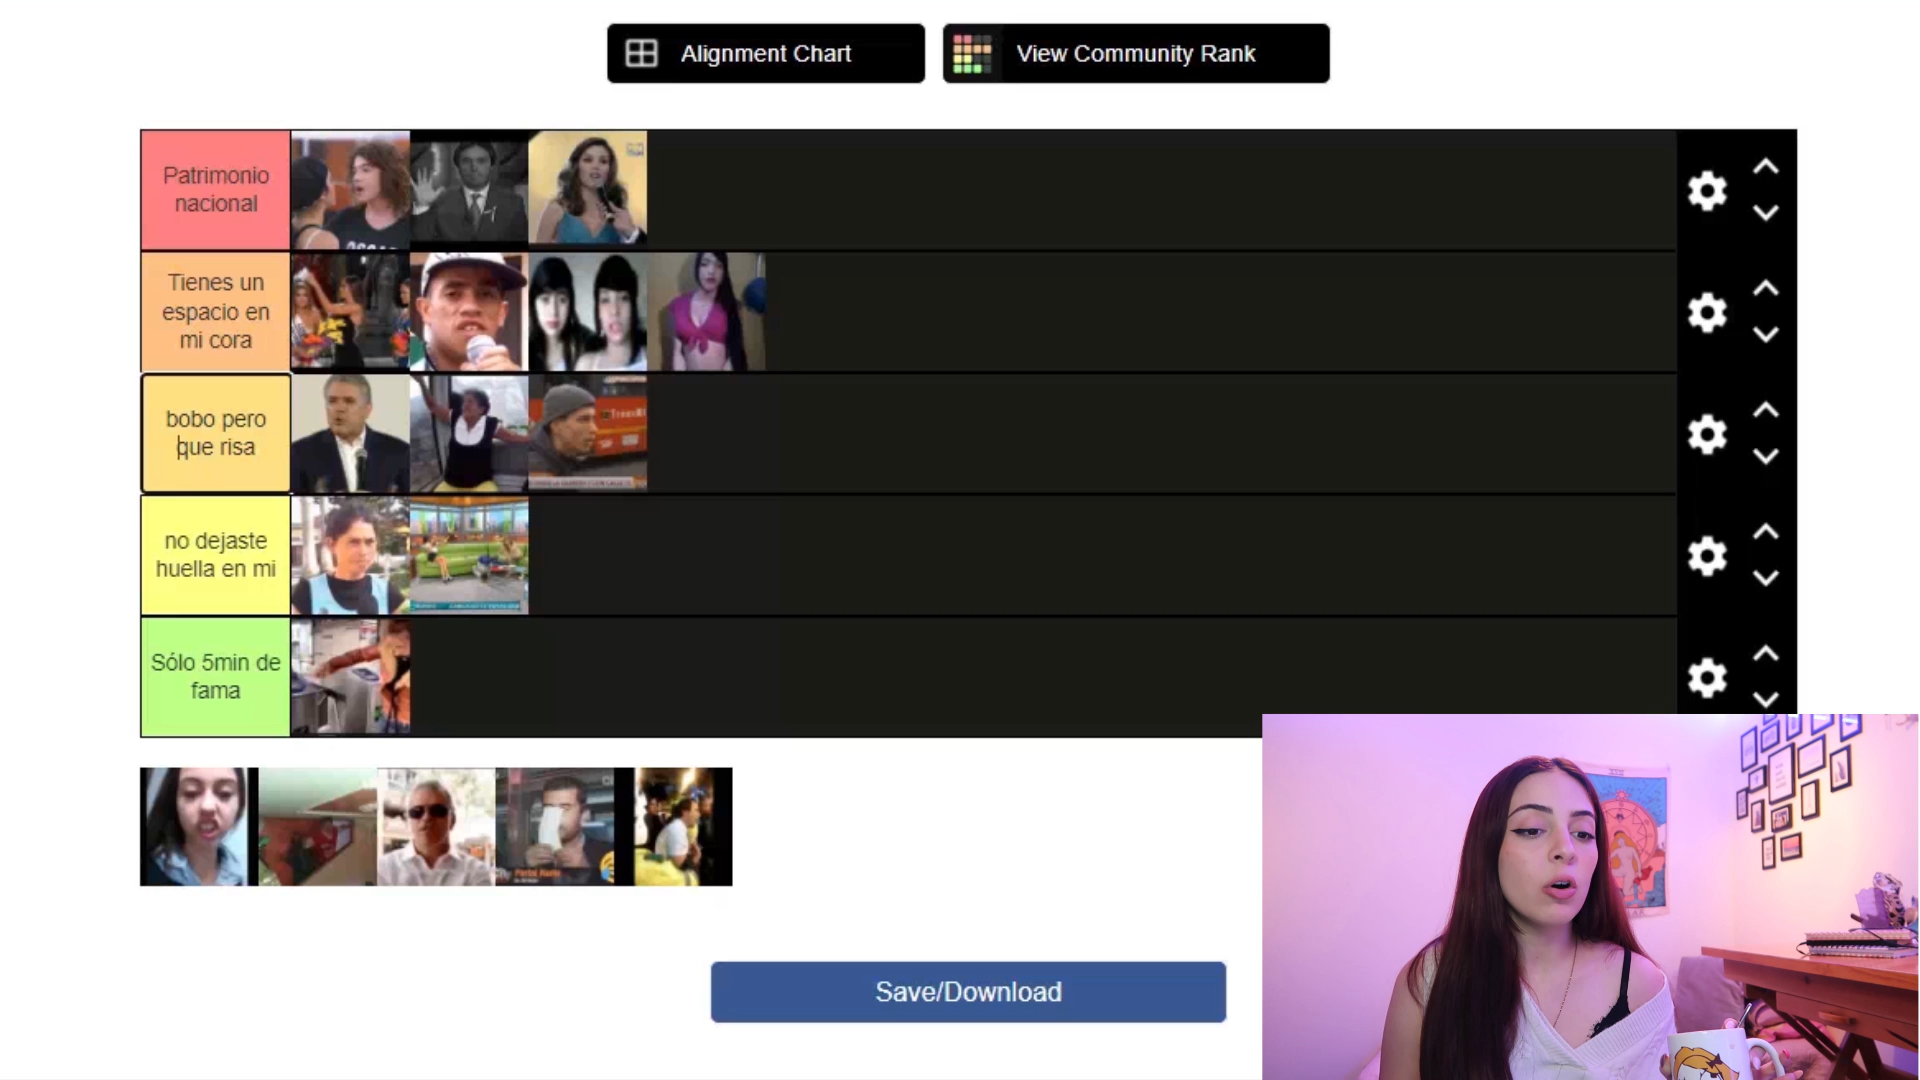 Alignment Chart
View Community Rank
Patrimonio
nacional
Tienes un
espacio en
mi cora
bobo pero
que risa
no dejaste
huella en mi
Sólo 5min de
fama
Save/Download